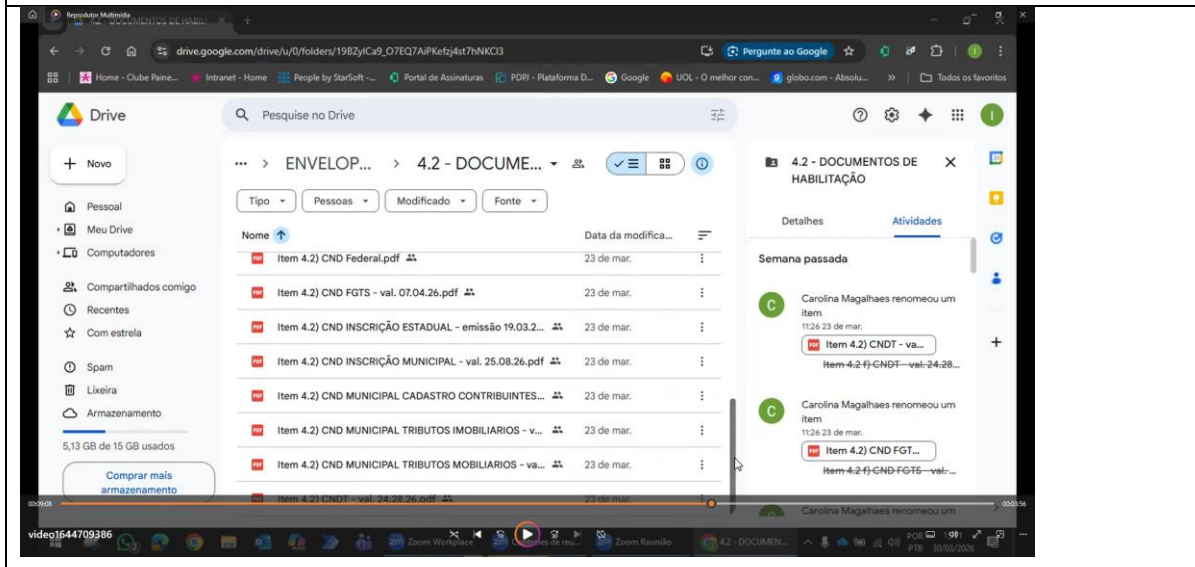 Reprodutor Multimídia
4.2 - DOCUMENTOS DE HABIL
drive.google.com/drive/u/0/folders/19BZylCa9_O7EQ7AiPKefzj4st7hNKCI3
Pergunte ao Google
Home - Clube Paine...
Intranet - Home
People by StarSoft -...
Portal de Assinaturas
PDPJ - Plataforma D...
Google
UOL - O melhor con...
globo.com - Absolu...
Todos os favoritos
Drive
Pesquise no Drive
Novo
Pessoal
Meu Drive
Computadores
Compartilhados comigo
Recentes
Com estrela
Spam
Lixeira
Armazenamento
5,13 GB de 15 GB usados
Comprar mais
armazenamento
... > ENVELOP... > 4.2 - DOCUME...
Tipo
Pessoas
Modificado
Fonte
Nome
Data da modifica...
Item 4.2) CND Federal.pdf 23 de mar.
Item 4.2) CND FGTS - val. 07.04.26.pdf 23 de mar.
Item 4.2) CND INSCRIÇÃO ESTADUAL - emissão 19.03.2... 23 de mar.
Item 4.2) CND INSCRIÇÃO MUNICIPAL - val. 25.08.26.pdf 23 de mar.
Item 4.2) CND MUNICIPAL CADASTRO CONTRIBUINTES... 23 de mar.
Item 4.2) CND MUNICIPAL TRIBUTOS IMOBILIARIOS - v... 23 de mar.
Item 4.2) CND MUNICIPAL TRIBUTOS MOBILIARIOS - va... 23 de mar.
Item 4.2) CNDT - val. 24.28.26.pdf 23 de mar.
4.2 - DOCUMENTOS DE
HABILITAÇÃO
Detalhes
Atividades
Semana passada
C
Carolina Magalhaes renomeou um
item
11:26 23 de mar.
Item 4.2) CNDT - va...
Item 4.2 f) CNDT - val. 24.28...
C
Carolina Magalhaes renomeou um
item
11:26 23 de mar.
Item 4.2) CND FGT...
Item 4.2 f) CND FGTS - val. ...
Carolina Magalhaes renomeou um
00:09:08
00:03:56
video1644709386
Zoom Workplace
Zoom Reunião
4.2 - DOCUMEN...
POR
PTB
30/03/2026